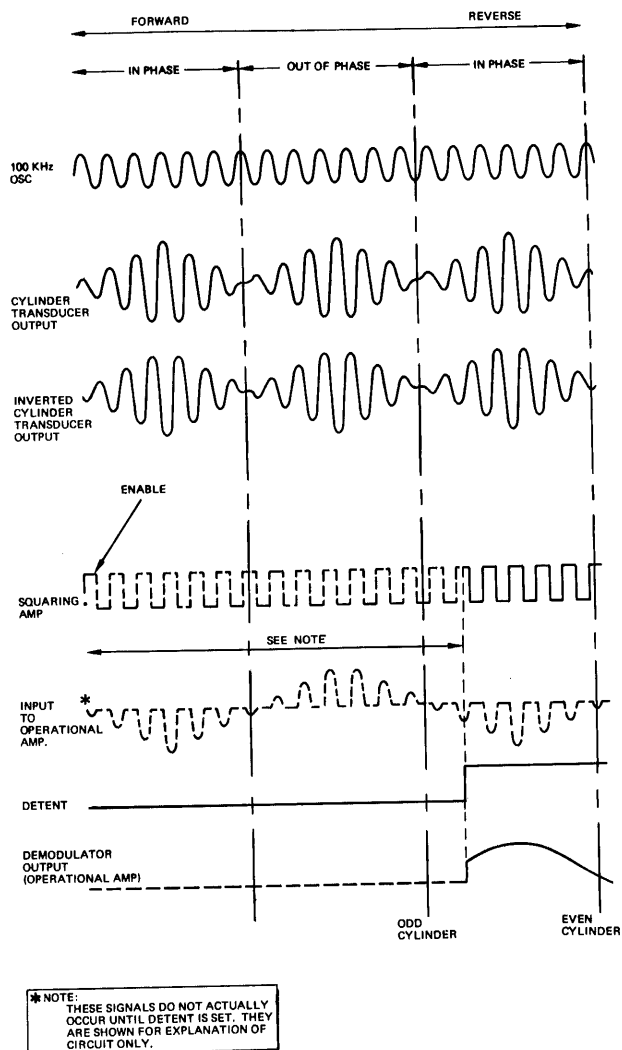 FORWARD REVERSE
IN PHASE OUT OF PHASE IN PHASE
100 KHz
OSC
CYLINDER
TRANSDUCER
OUTPUT
INVERTED
CYLINDER
TRANSDUCER
OUTPUT
ENABLE
SQUARING
AMP
SEE NOTE
*
INPUT
TO
OPERATIONAL
AMP.
DETENT
DEMODULATOR
OUTPUT
(OPERATIONAL AMP)
ODD
CYLINDER
EVEN
CYLINDER
* NOTE:
THESE SIGNALS DO NOT ACTUALLY
OCCUR UNTIL DETENT IS SET. THEY
ARE SHOWN FOR EXPLANATION OF
CIRCUIT ONLY.